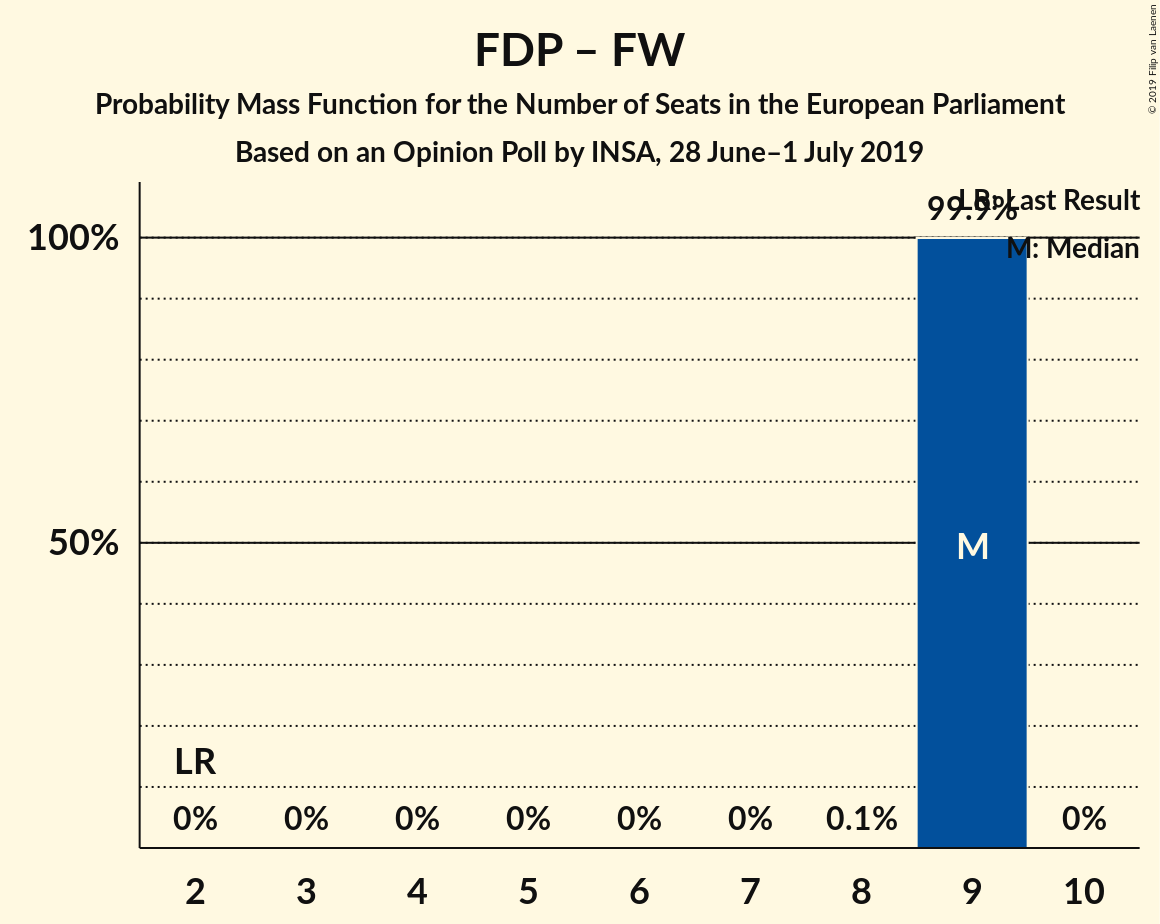 FDP – FW
Probability Mass Function for the Number of Seats in the European Parliament
Based on an Opinion Poll by INSA, 28 June–1 July 2019
© 2019 Filip van Laenen
99.9%
LR: Last Result
M: Median
100%
50%
M
LR
0% 0% 0% 0% 0% 0% 0.1% 0%
2 3 4 5 6 7 8 9 10